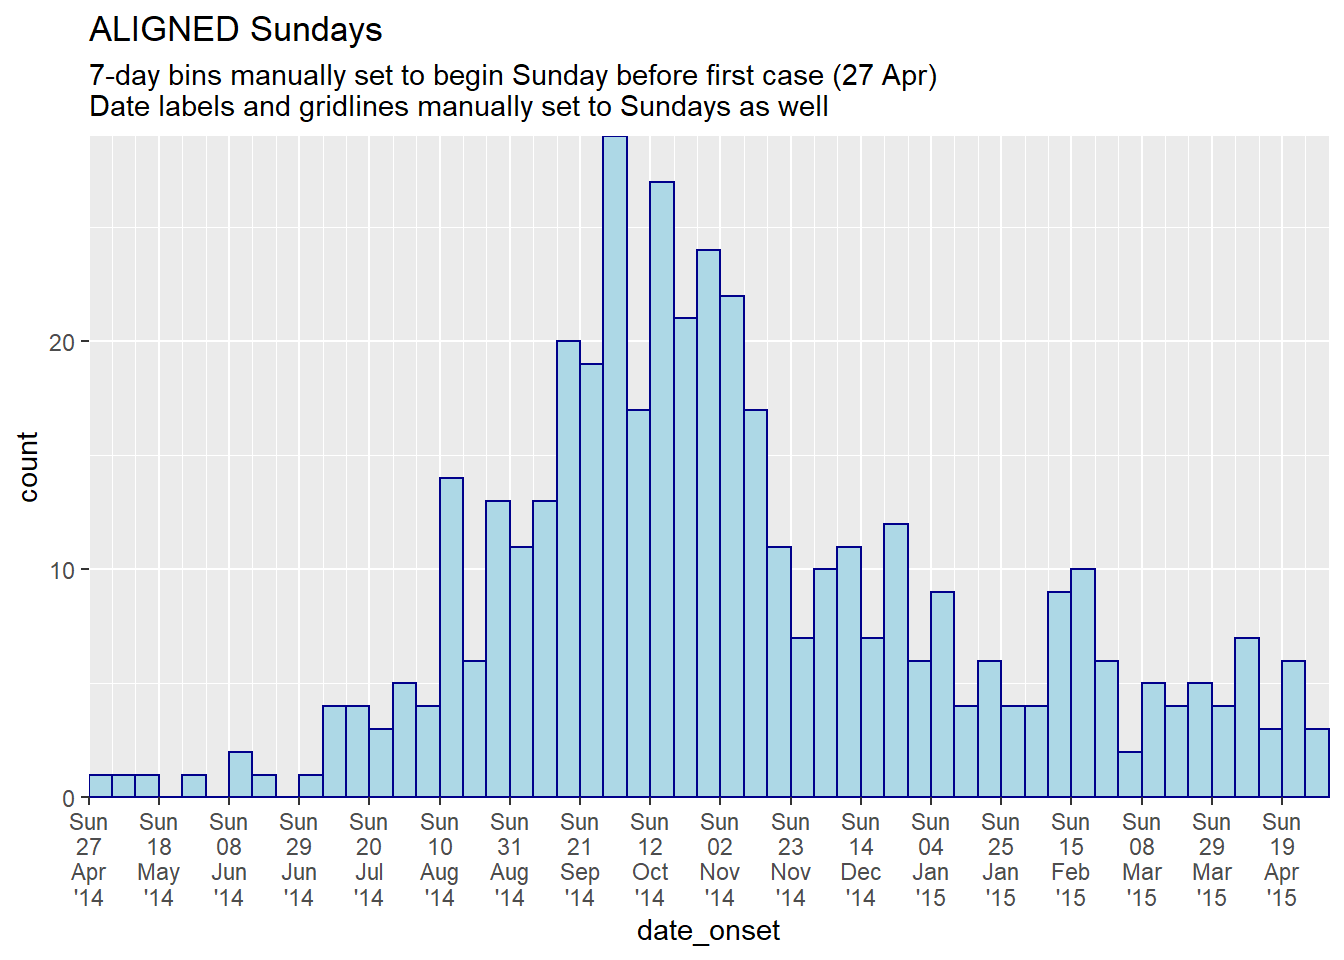 ALIGNED Sundays
7-day bins manually set to begin Sunday before first case (27 Apr)
Date labels and gridlines manually set to Sundays as well
count
20
10
0
Sun Sun Sun Sun Sun Sun Sun Sun Sun Sun Sun Sun Sun Sun Sun Sun Sun Sun
27 18 08 29 20 10 31 21 12 02 23 14 04 25 15 08 29 19
Apr May Jun Jun Jul Aug Aug Sep Oct Nov Nov Dec Jan Jan Feb Mar Mar Apr
'14 '14 '14 '14 '14 '14 '14 '14 '14 '14 '14 '14 '15 '15 '15 '15 '15 '15
date_onset